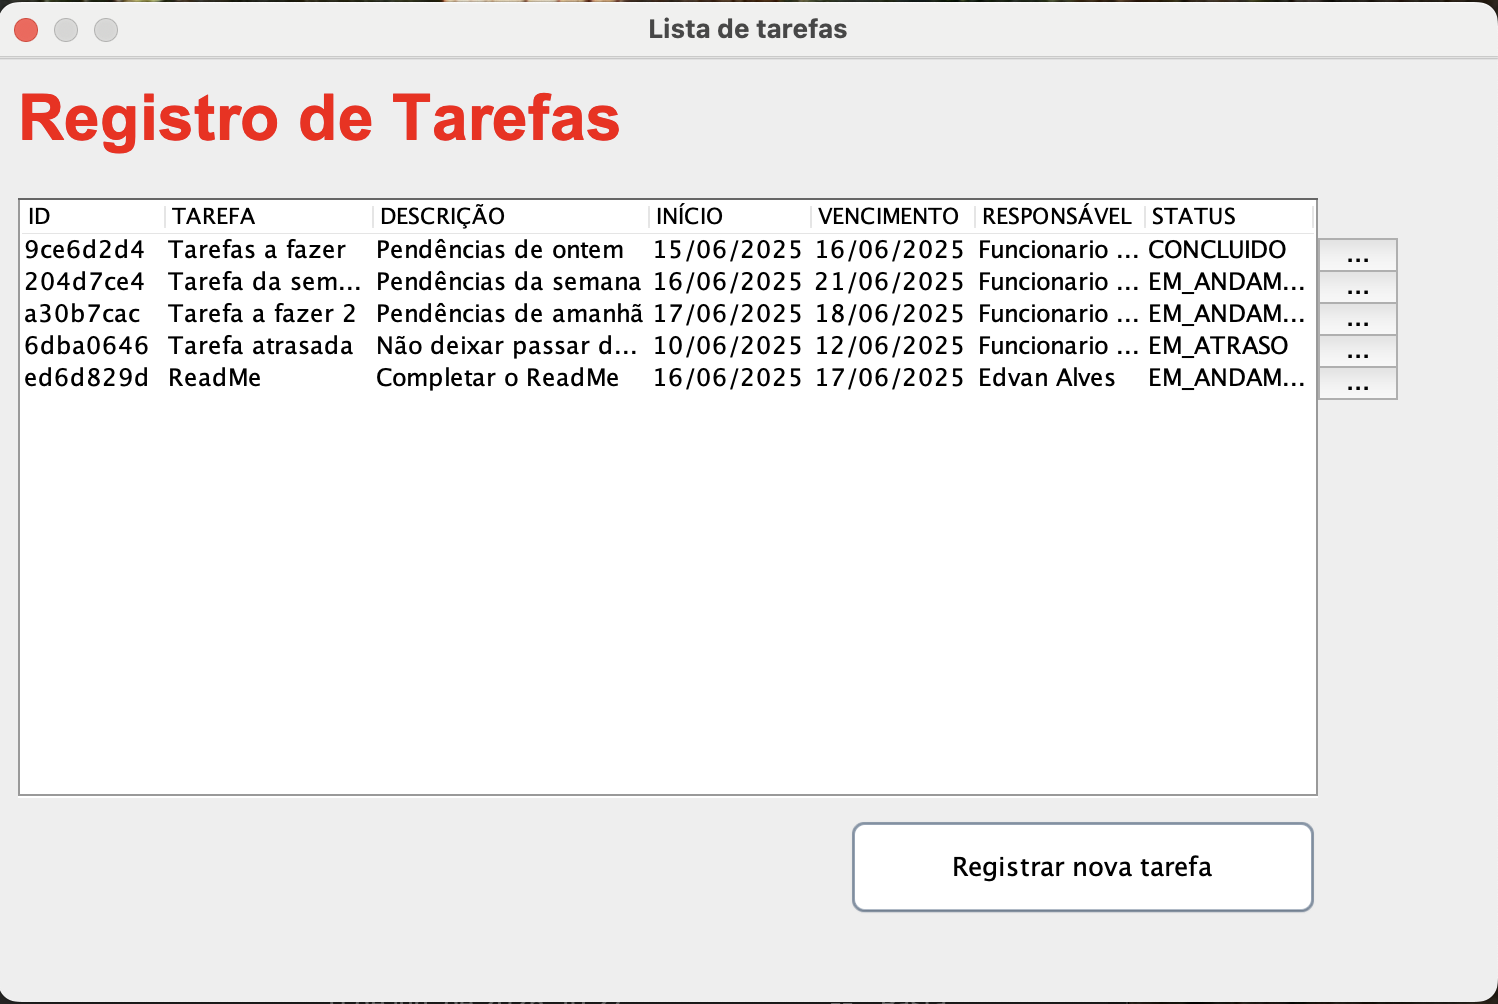 Lista de tarefas
Registro de Tarefas
ID TAREFA DESCRIÇÃO INÍCIO VENCIMENTO RESPONSÁVEL STATUS
9ce6d2d4 Tarefas a fazer Pendências de ontem 15/06/2025 16/06/2025 Funcionario ... CONCLUIDO ...
204d7ce4 Tarefa da sem... Pendências da semana 16/06/2025 21/06/2025 Funcionario ... EM_ANDAM... ...
a30b7cac Tarefa a fazer 2 Pendências de amanhã 17/06/2025 18/06/2025 Funcionario ... EM_ANDAM... ...
6dba0646 Tarefa atrasada Não deixar passar d... 10/06/2025 12/06/2025 Funcionario ... EM_ATRASO ...
ed6d829d ReadMe Completar o ReadMe 16/06/2025 17/06/2025 Edvan Alves EM_ANDAM... ...
Registrar nova tarefa